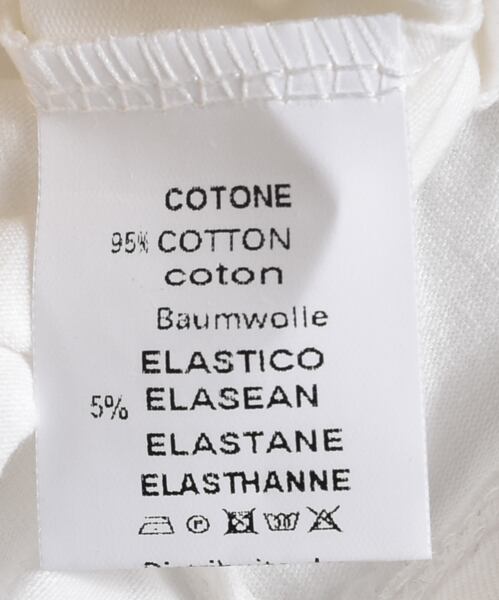 COTONE
95% COTTON
coton
Baumwolle
ELASTICO
5% ELASEAN
ELASTANE
ELASTHANNE
P